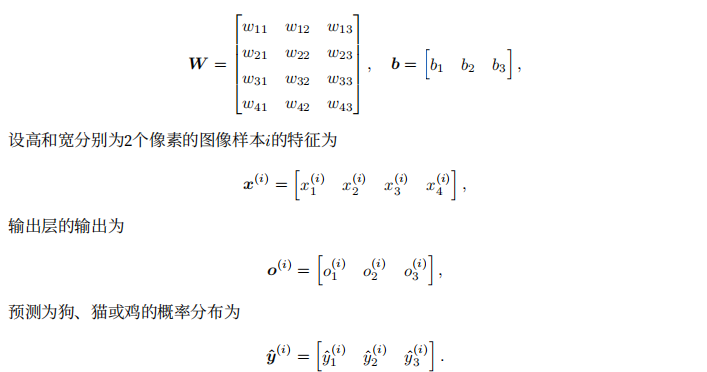 $$\boldsymbol{W} = \begin{bmatrix} w_{11} & w_{12} & w_{13} \\ w_{21} & w_{22} & w_{23} \\ w_{31} & w_{32} & w_{33} \\ w_{41} & w_{42} & w_{43} \end{bmatrix}, \quad \boldsymbol{b} = \begin{bmatrix} b_1 & b_2 & b_3 \end{bmatrix},$$
设高和宽分别为2个像素的图像样本$i$的特征为
$$\boldsymbol{x}^{(i)} = \begin{bmatrix} x_1^{(i)} & x_2^{(i)} & x_3^{(i)} & x_4^{(i)} \end{bmatrix},$$
输出层的输出为
$$\boldsymbol{o}^{(i)} = \begin{bmatrix} o_1^{(i)} & o_2^{(i)} & o_3^{(i)} \end{bmatrix},$$
预测为狗、猫或鸡的概率分布为
$$\hat{\boldsymbol{y}}^{(i)} = \begin{bmatrix} \hat{y}_1^{(i)} & \hat{y}_2^{(i)} & \hat{y}_3^{(i)} \end{bmatrix}.$$